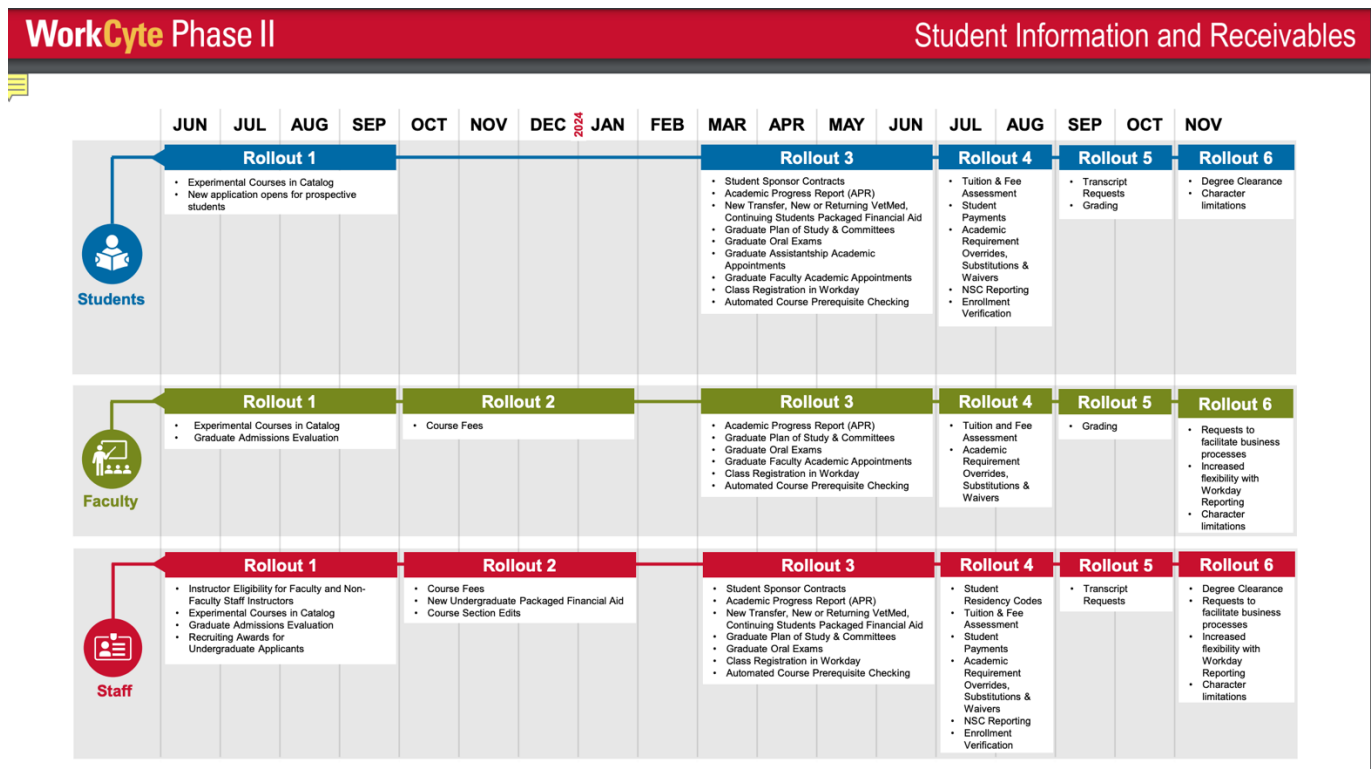 WorkCyte Phase II
Student Information and Receivables
JUN JUL AUG SEP OCT NOV DEC 2024 JAN FEB MAR APR MAY JUN JUL AUG SEP OCT NOV
Students
Rollout 1
• Experimental Courses in Catalog
• New application opens for prospective
students
Rollout 3
• Student Sponsor Contracts
• Academic Progress Report (APR)
• New Transfer, New or Returning VetMed,
Continuing Students Packaged Financial Aid
• Graduate Plan of Study & Committees
• Graduate Oral Exams
• Graduate Assistantship Academic
Appointments
• Graduate Faculty Academic Appointments
• Class Registration in Workday
• Automated Course Prerequisite Checking
Rollout 4
• Tuition & Fee
Assessment
• Student
Payments
• Academic
Requirement
Overrides,
Substitutions &
Waivers
• NSC Reporting
• Enrollment
Verification
Rollout 5
• Transcript
Requests
• Grading
Rollout 6
• Degree Clearance
• Character
limitations
Faculty
Rollout 1
• Experimental Courses in Catalog
• Graduate Admissions Evaluation
Rollout 2
• Course Fees
Rollout 3
• Academic Progress Report (APR)
• Graduate Plan of Study & Committees
• Graduate Oral Exams
• Graduate Faculty Academic Appointments
• Class Registration in Workday
• Automated Course Prerequisite Checking
Rollout 4
• Tuition and Fee
Assessment
• Academic
Requirement
Overrides,
Substitutions &
Waivers
Rollout 5
• Grading
Rollout 6
• Requests to
facilitate business
processes
• Increased
flexibility with
Workday
Reporting
• Character
limitations
Staff
Rollout 1
• Instructor Eligibility for Faculty and Non-
Faculty Staff Instructors
• Experimental Courses in Catalog
• Graduate Admissions Evaluation
• Recruiting Awards for
Undergraduate Applicants
Rollout 2
• Course Fees
• New Undergraduate Packaged Financial Aid
• Course Section Edits
Rollout 3
• Student Sponsor Contracts
• Academic Progress Report (APR)
• New Transfer, New or Returning VetMed,
Continuing Students Packaged Financial Aid
• Graduate Plan of Study & Committees
• Graduate Oral Exams
• Class Registration in Workday
• Automated Course Prerequisite Checking
Rollout 4
• Student
Residency Codes
• Tuition & Fee
Assessment
• Student
Payments
• Academic
Requirement
Overrides,
Substitutions &
Waivers
• NSC Reporting
• Enrollment
Verification
Rollout 5
• Transcript
Requests
Rollout 6
• Degree Clearance
• Requests to
facilitate business
processes
• Increased
flexibility with
Workday
Reporting
• Character
limitations